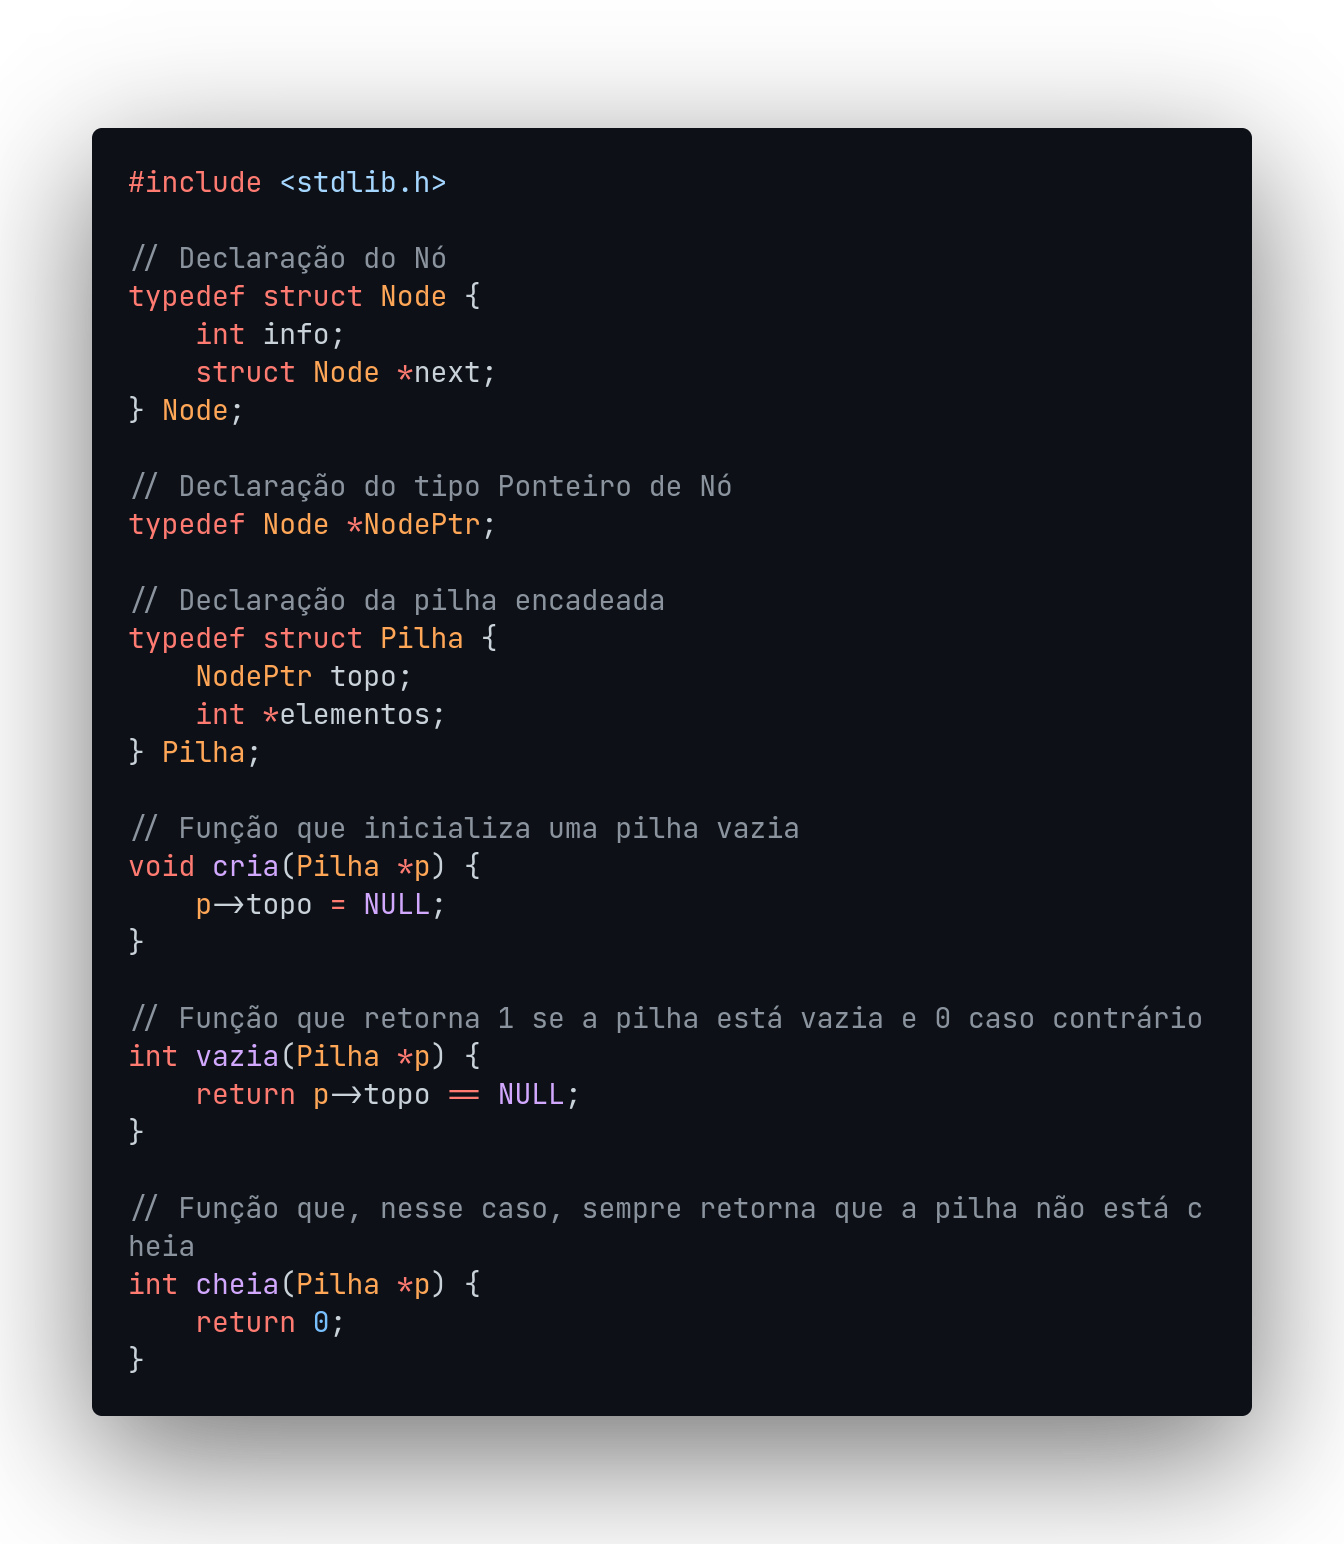 #include <stdlib.h>

// Declaração do Nó
typedef struct Node {
    int info;
    struct Node *next;
} Node;

// Declaração do tipo Ponteiro de Nó
typedef Node *NodePtr;

// Declaração da pilha encadeada
typedef struct Pilha {
    NodePtr topo;
    int *elementos;
} Pilha;

// Função que inicializa uma pilha vazia
void cria(Pilha *p) {
    p->topo = NULL;
}

// Função que retorna 1 se a pilha está vazia e 0 caso contrário
int vazia(Pilha *p) {
    return p->topo == NULL;
}

// Função que, nesse caso, sempre retorna que a pilha não está c
heia
int cheia(Pilha *p) {
    return 0;
}